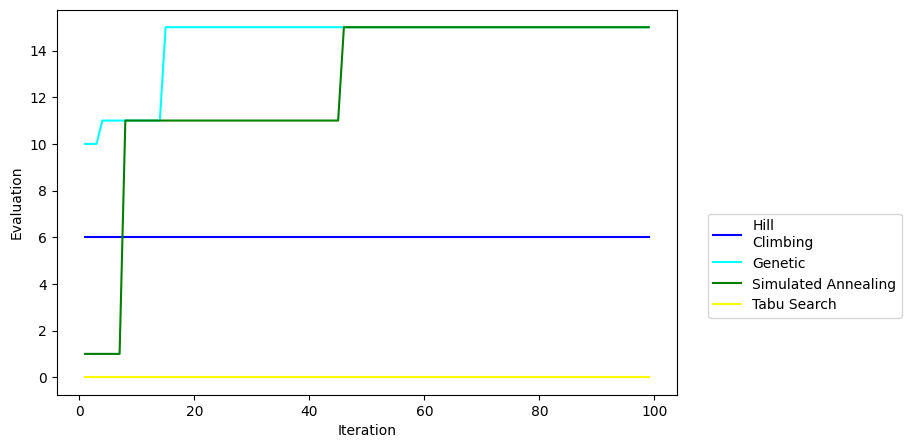 14
12
10
8
6
4
2
0
Evaluation
0 20 40 60 80 100
Iteration
Hill
Climbing
Genetic
Simulated Annealing
Tabu Search